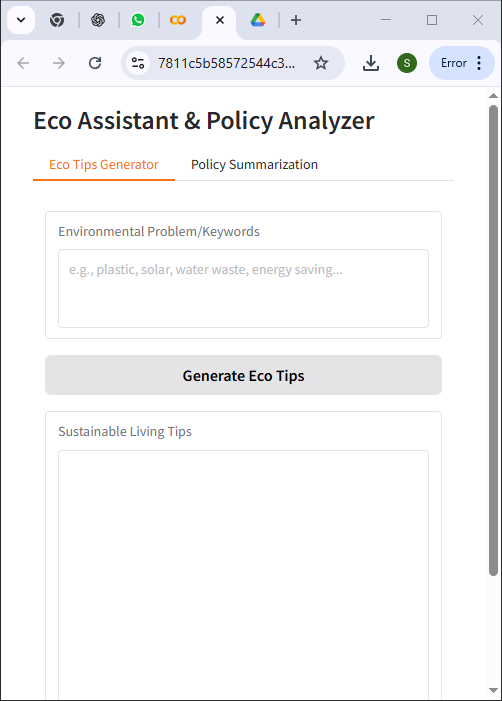 7811c5b58572544c3...
S
Error
Eco Assistant & Policy Analyzer
Eco Tips Generator
Policy Summarization
Environmental Problem/Keywords
e.g., plastic, solar, water waste, energy saving...
Generate Eco Tips
Sustainable Living Tips